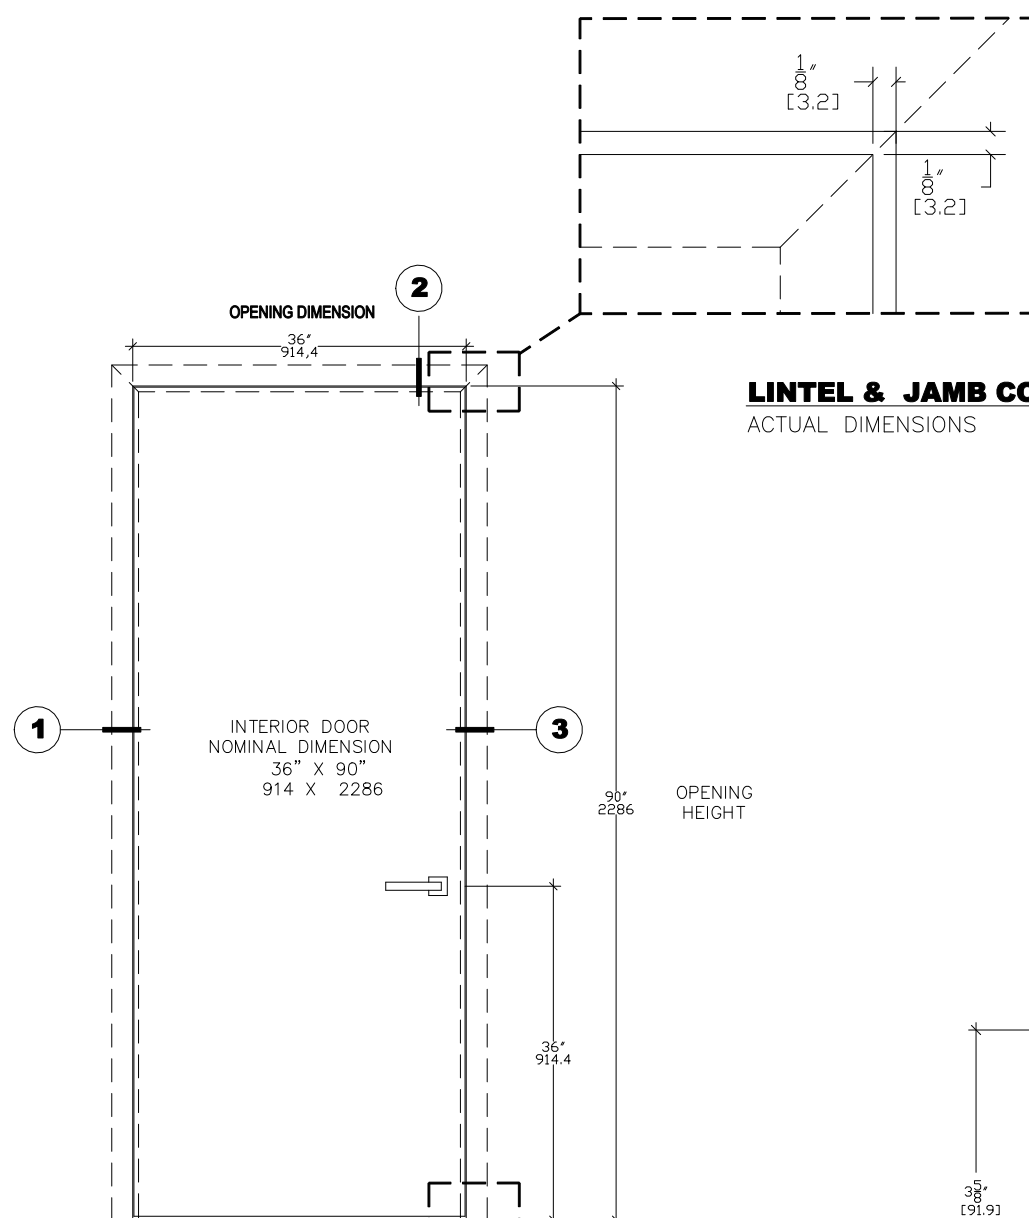 1/8"
[3.2]
1/8"
[3.2]
2
OPENING DIMENSION
36"
914,4
LINTEL & JAMB CO
ACTUAL DIMENSIONS
1
INTERIOR DOOR
NOMINAL DIMENSION
36" X 90"
914 X 2286
3
90"
2286
OPENING
HEIGHT
36"
914.4
3 5/8"
[91.9]